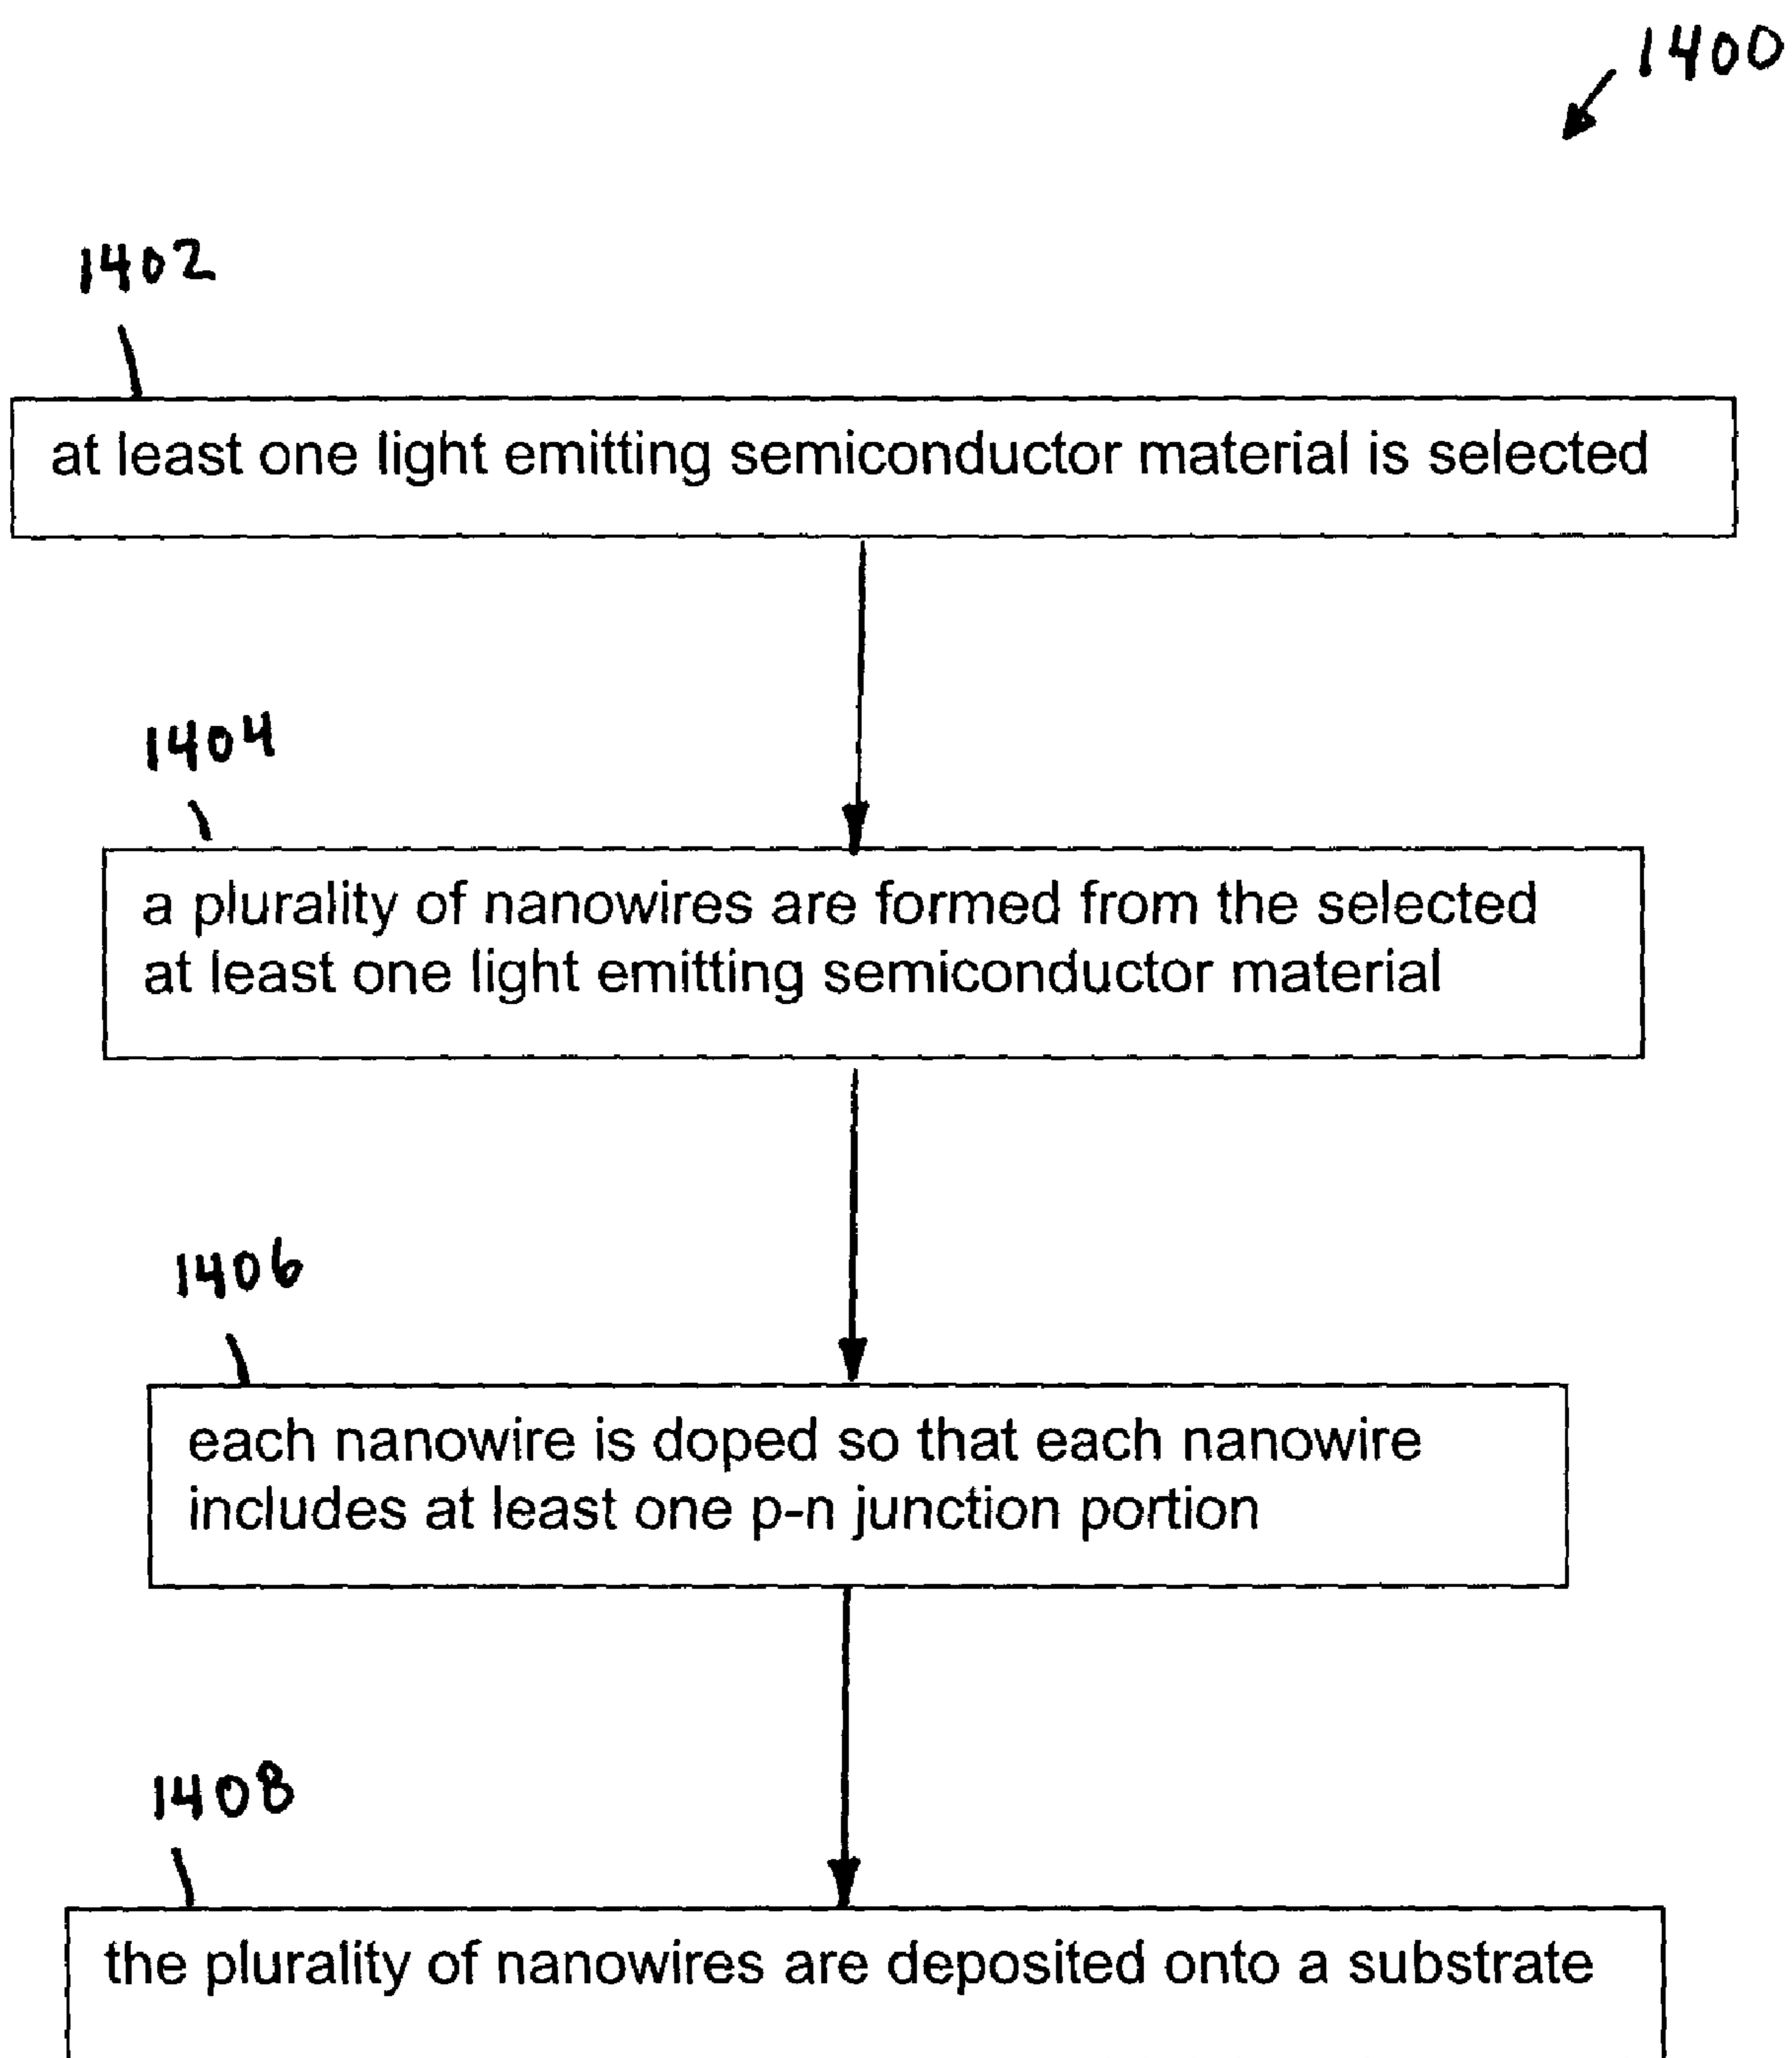 1400
1402
at least one light emitting semiconductor material is selected
1404
a plurality of nanowires are formed from the selected
at least one light emitting semiconductor material
1406
each nanowire is doped so that each nanowire
includes at least one p-n junction portion
1408
the plurality of nanowires are deposited onto a substrate